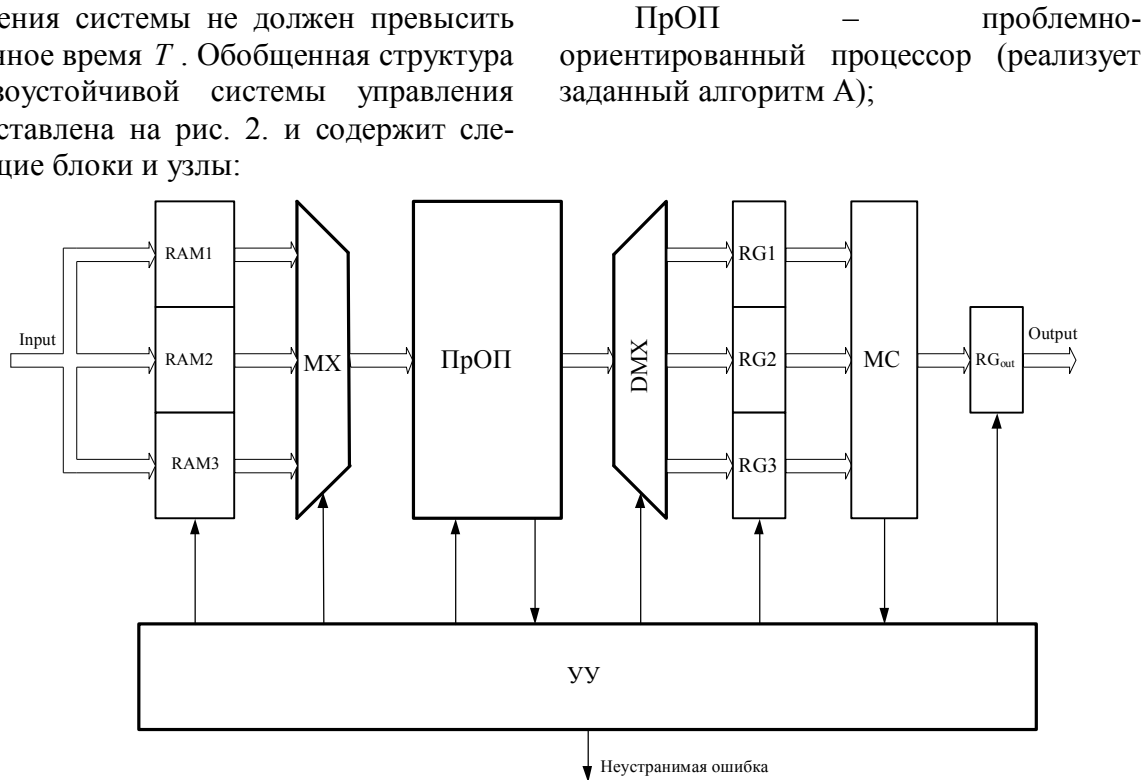 ения системы не должен превысить
нное время T . Обобщенная структура
воустойчивой системы управления
ставлена на рис. 2. и содержит сле-
щие блоки и узлы:
ПрОП – проблемно-
ориентированный процессор (реализует
заданный алгоритм А);
Input
RAM1
RAM2
RAM3
MX
ПрОП
DMX
RG1
RG2
RG3
MC
RGout
Output
УУ
Неустранимая ошибка